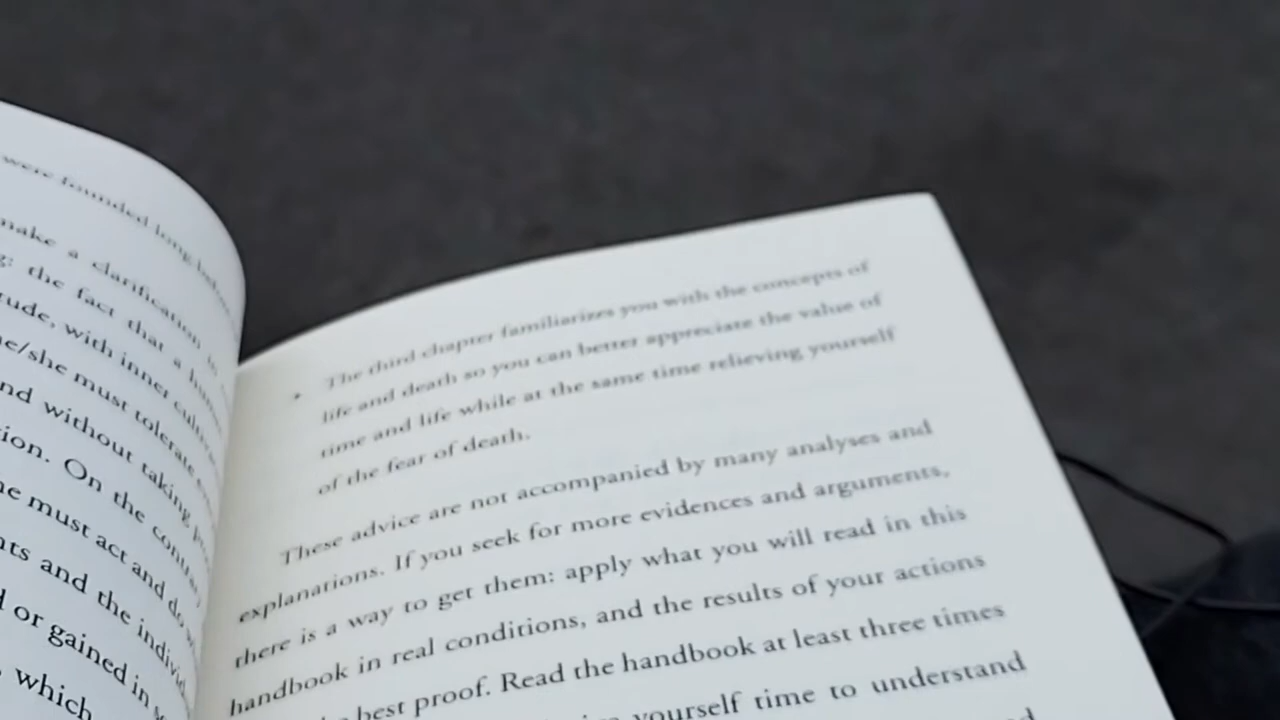 were founded long before
make a clarification
the fact that a
with inner
he/she must tolerate
and without taking
On the
must act and do
and the
or gained in
which
• The third chapter familiarizes you with the concepts of
life and death so you can better appreciate the value of
time and life while at the same time relieving yourself
of the fear of death.
These advice are not accompanied by many analyses and
explanations. If you seek for more evidences and arguments,
there is a way to get them: apply what you will read in this
handbook in real conditions, and the results of your actions
best proof. Read the handbook at least three times
yourself time to understand